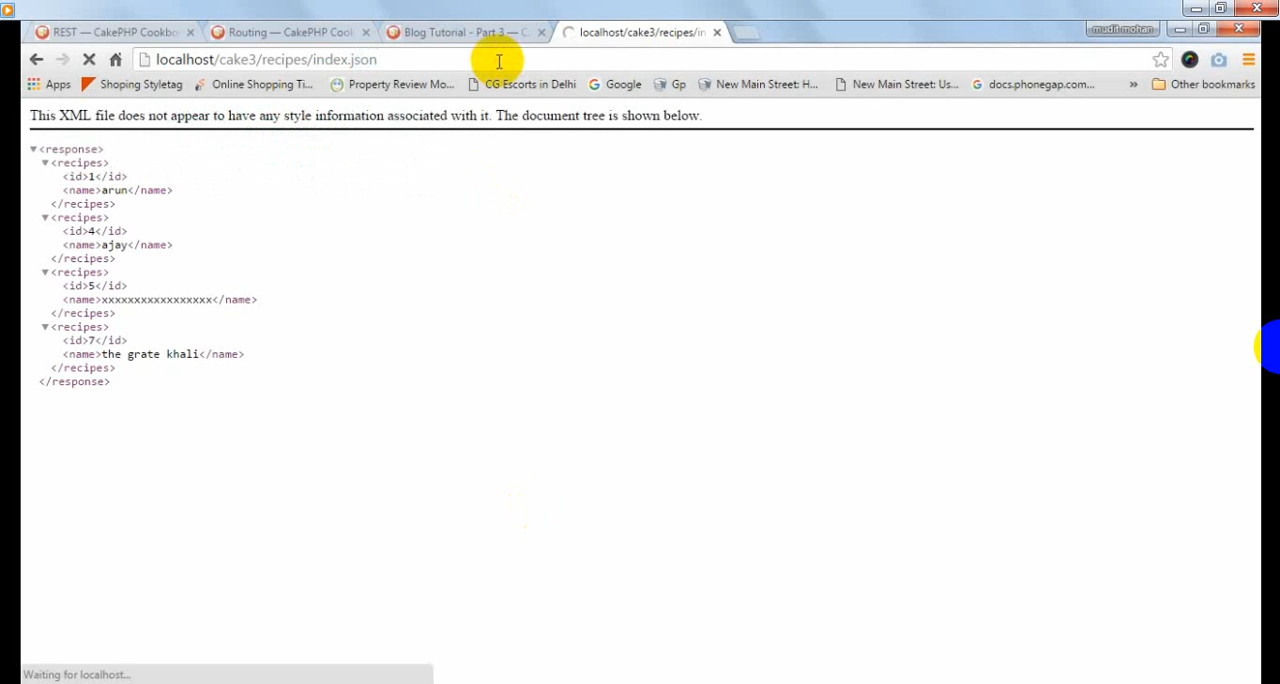 REST — CakePHP Cookbo
Routing — CakePHP Cool
Blog Tutorial - Part 3 — C
localhost/cake3/recipes/in
mudit mohan
localhost/cake3/recipes/index.json
Apps
Shoping Styletag
Online Shopping Ti...
Property Review Mo...
CG Escorts in Delhi
Google
Gp
New Main Street: H...
New Main Street: Us...
docs.phonegap.com...
»
Other bookmarks
This XML file does not appear to have any style information associated with it. The document tree is shown below.
<response>
<recipes>
<id>1</id>
<name>arun</name>
</recipes>
<recipes>
<id>4</id>
<name>ajay</name>
</recipes>
<recipes>
<id>5</id>
<name>xxxxxxxxxxxxxxxxx</name>
</recipes>
<recipes>
<id>7</id>
<name>the grate khali</name>
</recipes>
</response>
Waiting for localhost...